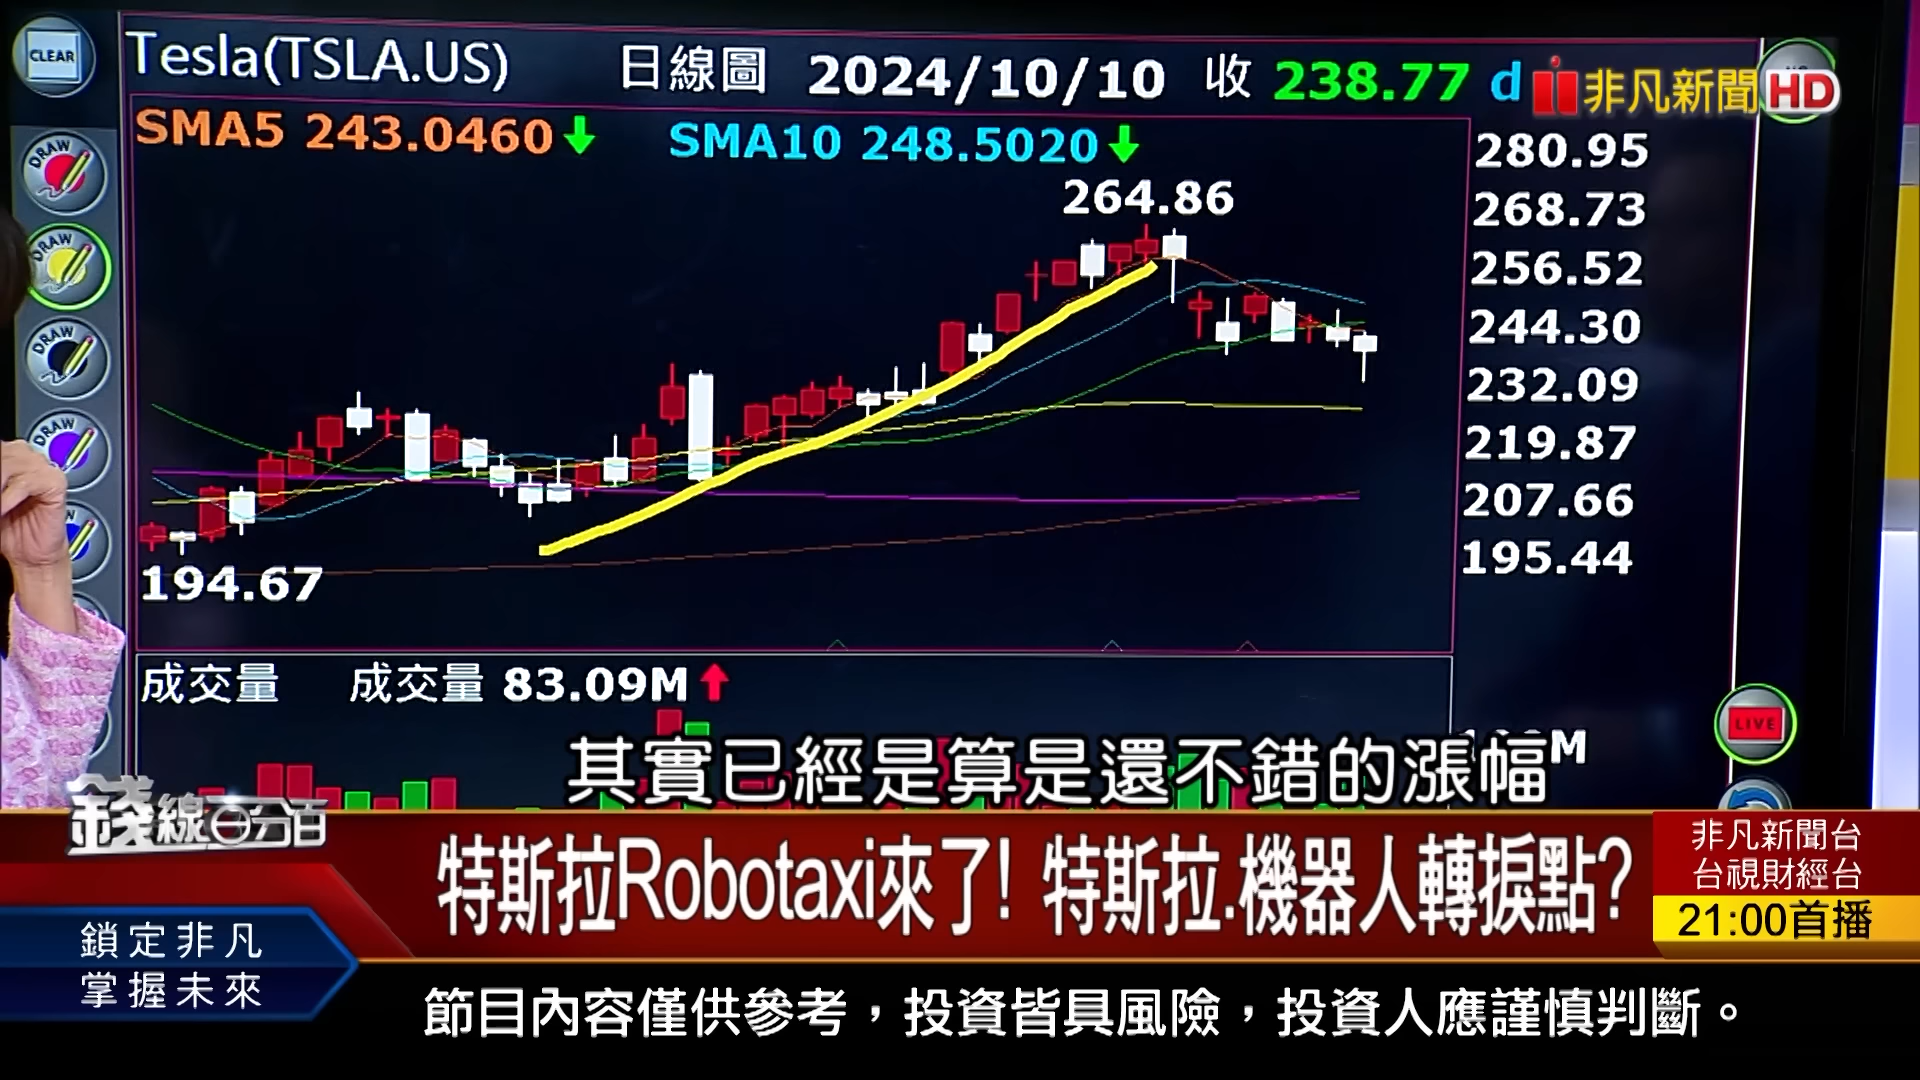 CLEAR
Tesla(TSLA.US) 日線圖 2024/10/10 收 238.77 d
非凡新聞 HD
SMA5 243.0460↓ SMA10 248.5020↓
DRAW
DRAW
DRAW
DRAW
280.95
268.73
256.52
244.30
232.09
219.87
207.66
195.44
264.86
194.67
成交量 成交量 83.09M↑
LIVE
其實已經是算是還不錯的漲幅
錢線百分百
特斯拉Robotaxi來了! 特斯拉.機器人轉捩點?
非凡新聞台
台視財經台
21:00首播
鎖定非凡
掌握未來
節目內容僅供參考，投資皆具風險，投資人應謹慎判斷。